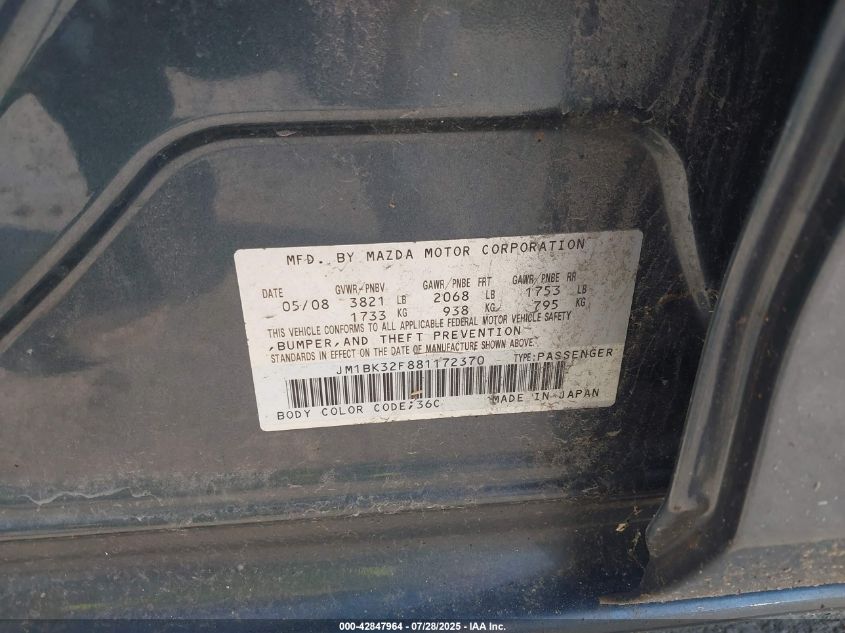 MFD. BY MAZDA MOTOR CORPORATION
DATE GVWR/PNBV GAWR/PNBE FRT GAWR/PNBE RR
05/08 3821 LB 2068 LB 1753 LB
1733 KG 938 KG 795 KG
THIS VEHICLE CONFORMS TO ALL APPLICABLE FEDERAL MOTOR VEHICLE SAFETY
,BUMPER,AND THEFT PREVENTION
STANDARDS IN EFFECT ON THE DATE OF MANUFACTURE SHOWN ABOVE.
JM1BK32F881172370 TYPE:PASSENGER
BODY COLOR CODE;36C MADE IN JAPAN
000-42847964 - 07/28/2025 - IAA Inc.